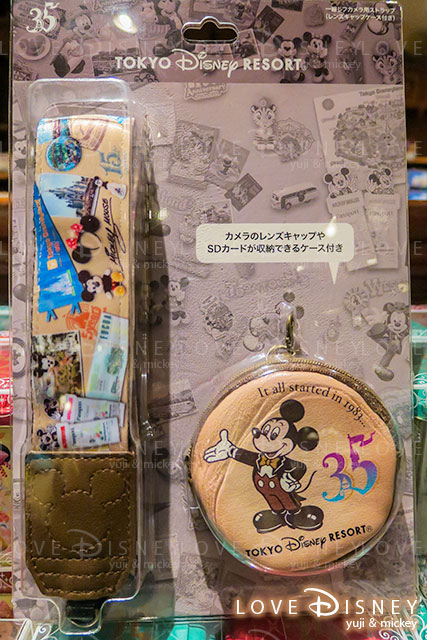 35
一眼レフカメラ用ストラップ
(レンズキャップケース付き)
TOKYO Disney RESORT®
15th
Mickey Mouse
カメラのレンズキャップや
SDカードが収納できるケース付き
It all started in 1983...
35
TOKYO Disney RESORT®
LOVE DISNEY
yuji & mickey